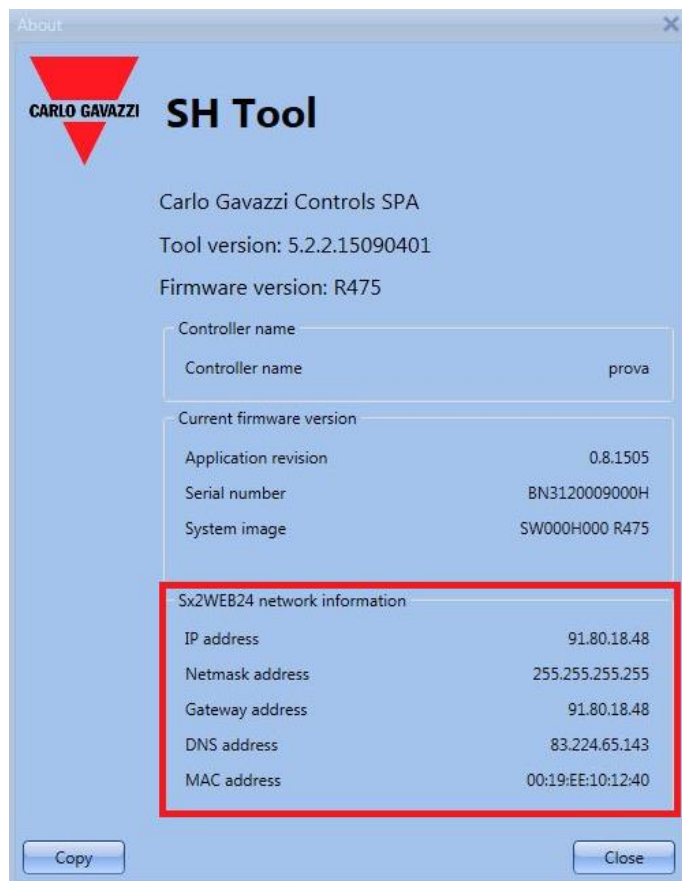 About
CARLO GAVAZZI
SH Tool
Carlo Gavazzi Controls SPA
Tool version: 5.2.2.15090401
Firmware version: R475
Controller name
Controller name prova
Current firmware version
Application revision 0.8.1505
Serial number BN3120009000H
System image SW000H000 R475
Sx2WEB24 network information
IP address 91.80.18.48
Netmask address 255.255.255.255
Gateway address 91.80.18.48
DNS address 83.224.65.143
MAC address 00:19:EE:10:12:40
Copy Close